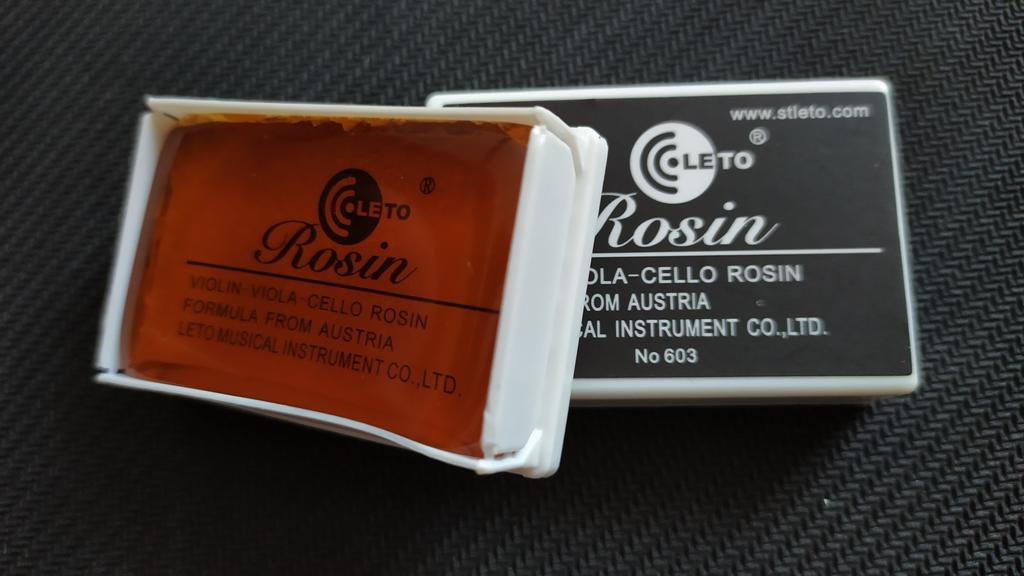 LETO
®
Rosin
VIOLIN-VIOLA-CELLO ROSIN
FORMULA FROM AUSTRIA
LETO MUSICAL INSTRUMENT CO.,LTD.
www.stleto.com
LETO
®
Rosin
OLA-CELLO ROSIN
ROM AUSTRIA
AL INSTRUMENT CO.,LTD.
No 603